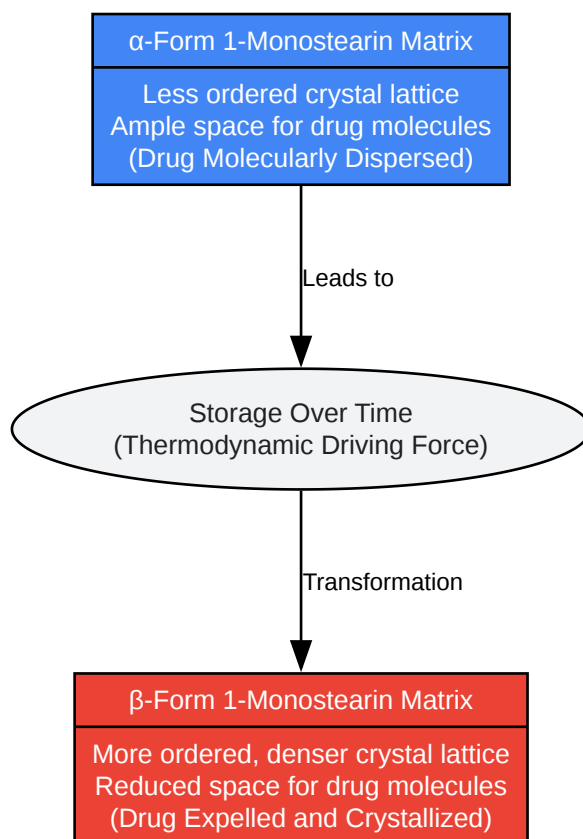 α-Form 1-Monostearin Matrix
Less ordered crystal lattice
Ample space for drug molecules
(Drug Molecularly Dispersed)
Leads to
Storage Over Time
(Thermodynamic Driving Force)
Transformation
β-Form 1-Monostearin Matrix
More ordered, denser crystal lattice
Reduced space for drug molecules
(Drug Expelled and Crystallized)